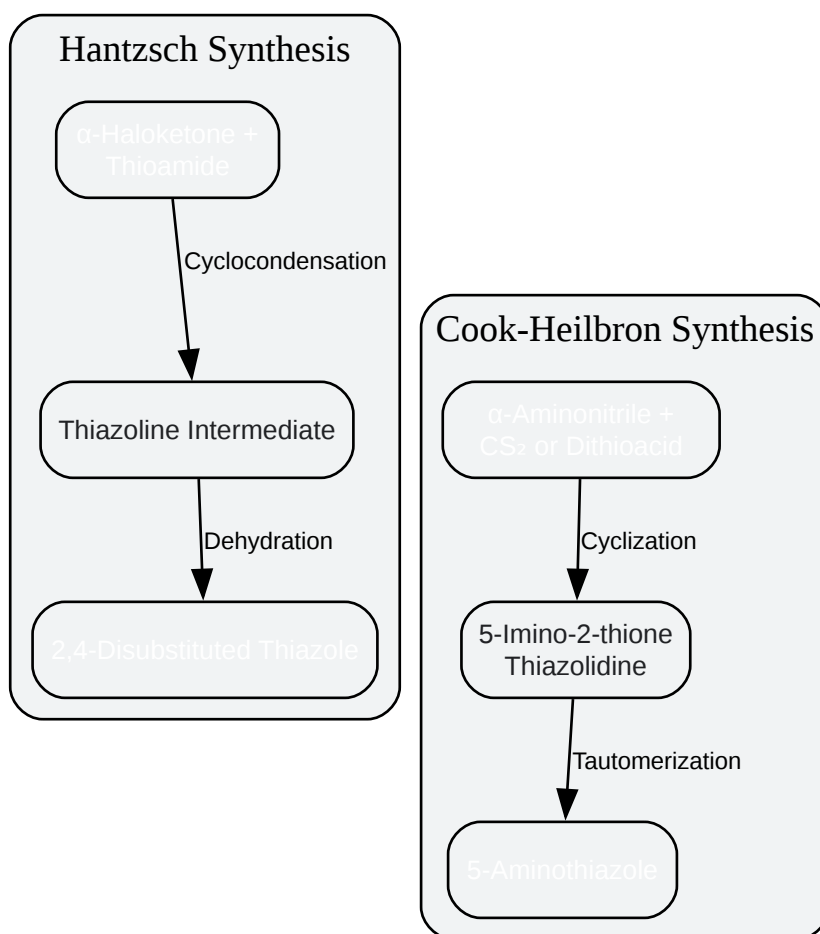 Hantzsch Synthesis
α-Haloketone +
Thioamide
Cyclocondensation
Thiazoline Intermediate
Dehydration
2,4-Disubstituted Thiazole
Cook-Heilbron Synthesis
α-Aminonitrile +
CS₂ or Dithioacid
Cyclization
5-Imino-2-thione
Thiazolidine
Tautomerization
5-Aminothiazole